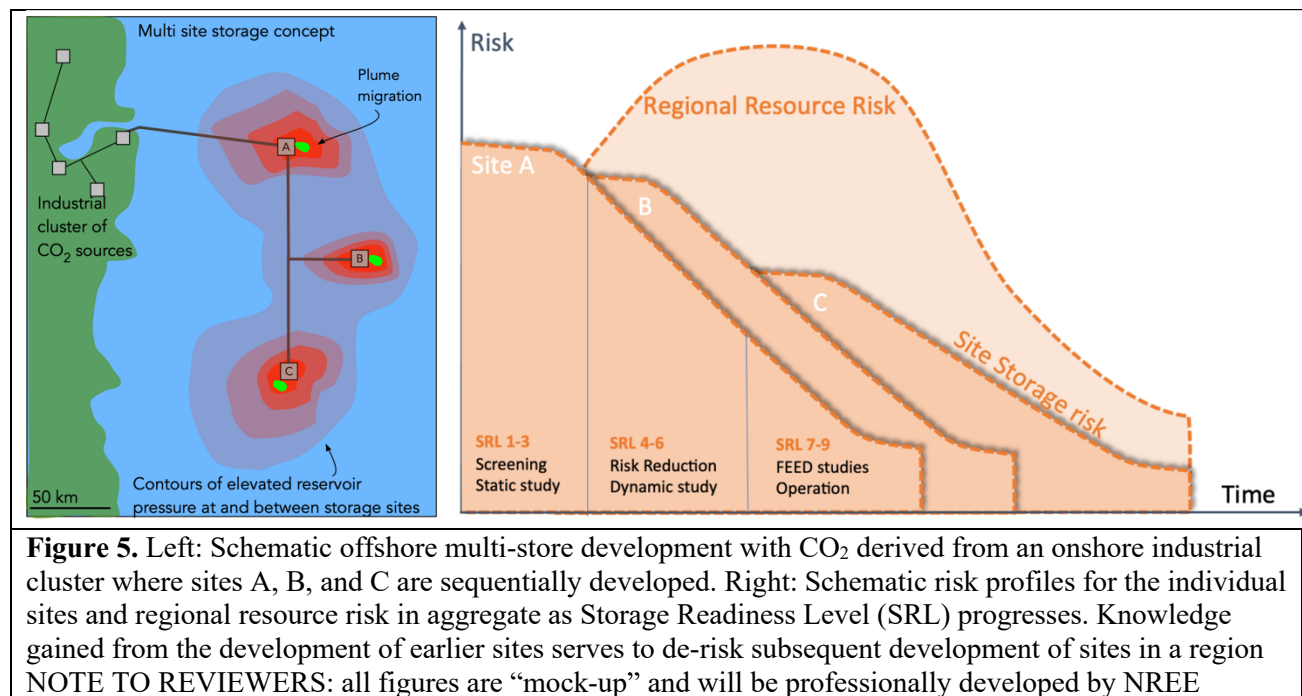 Multi site storage concept
Plume
migration
A
Industrial
cluster of
CO₂ sources
B
C
50 km
Contours of elevated reservoir
pressure at and between storage sites
Risk
Regional Resource Risk
Site A
B
C
Site Storage risk
SRL 1-3
Screening
Static study
SRL 4-6
Risk Reduction
Dynamic study
SRL 7-9
FEED studies
Operation
Time
Figure 5. Left: Schematic offshore multi-store development with CO₂ derived from an onshore industrial
cluster where sites A, B, and C are sequentially developed. Right: Schematic risk profiles for the individual
sites and regional resource risk in aggregate as Storage Readiness Level (SRL) progresses. Knowledge
gained from the development of earlier sites serves to de-risk subsequent development of sites in a region
NOTE TO REVIEWERS: all figures are “mock-up” and will be professionally developed by NREE